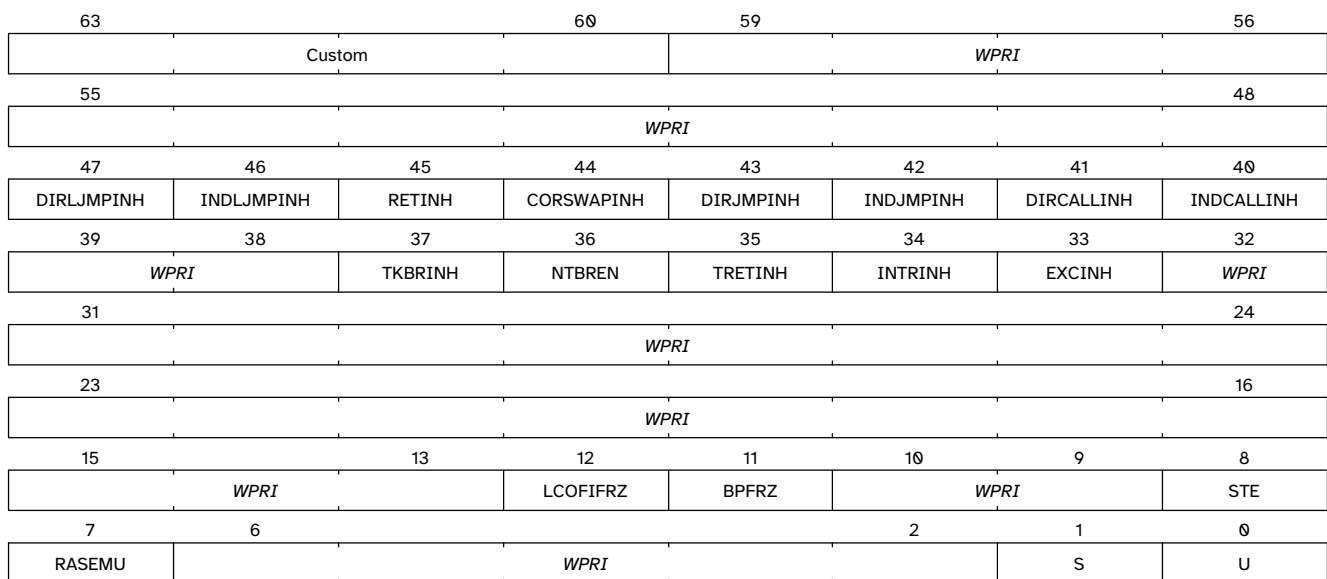 63 60 59 56
Custom WPRI
55 48
WPRI
47 46 45 44 43 42 41 40
DIRLJMPINH INDLJMPINH RETINH CORSWAPINH DIRJMPINH INDJMPINH DIRCALLINH INDCALLINH
39 38 37 36 35 34 33 32
WPRI TKBRINH NTBREN TRETINH INTRINH EXCINH WPRI
31 24
WPRI
23 16
WPRI
15 13 12 11 10 9 8
WPRI LCOFIFRZ BPFRZ WPRI STE
7 6 2 1 0
RASEMU WPRI S U